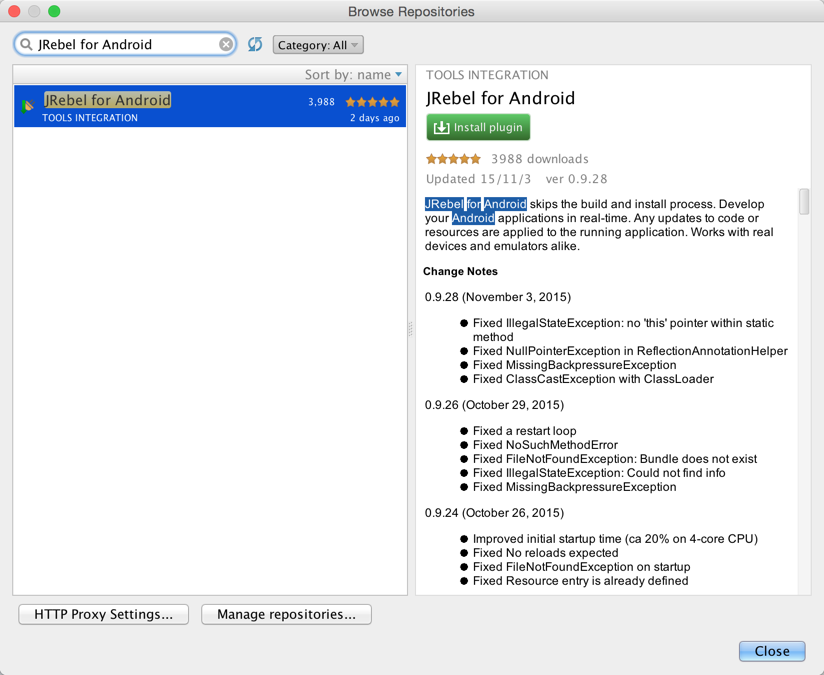 Browse Repositories
JRebel for Android
Category: All
Sort by: name
JRebel for Android
3,988
TOOLS INTEGRATION
2 days ago
TOOLS INTEGRATION
JRebel for Android
Install plugin
3988 downloads
Updated 15/11/3 ver 0.9.28
JRebel for Android skips the build and install process. Develop
your Android applications in real-time. Any updates to code or
resources are applied to the running application. Works with real
devices and emulators alike.
Change Notes
0.9.28 (November 3, 2015)
● Fixed IllegalStateException: no 'this' pointer within static
method
● Fixed NullPointerException in ReflectionAnnotationHelper
● Fixed MissingBackpressureException
● Fixed ClassCastException with ClassLoader
0.9.26 (October 29, 2015)
● Fixed a restart loop
● Fixed NoSuchMethodError
● Fixed FileNotFoundException: Bundle does not exist
● Fixed IllegalStateException: Could not find info
● Fixed MissingBackpressureException
0.9.24 (October 26, 2015)
● Improved initial startup time (ca 20% on 4-core CPU)
● Fixed No reloads expected
● Fixed FileNotFoundException on startup
● Fixed Resource entry is already defined
HTTP Proxy Settings...
Manage repositories...
Close